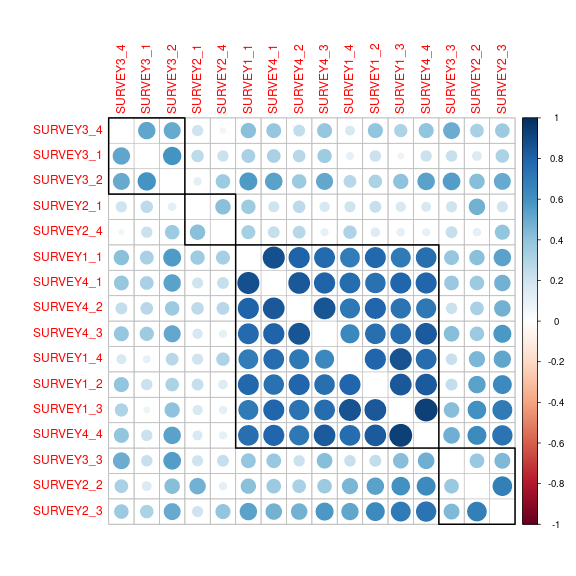 SURVEY3_4 SURVEY3_1 SURVEY3_2 SURVEY2_1 SURVEY2_4 SURVEY1_1 SURVEY4_1 SURVEY4_2 SURVEY4_3 SURVEY1_4 SURVEY1_2 SURVEY1_3 SURVEY4_4 SURVEY3_3 SURVEY2_2 SURVEY2_3
SURVEY3_4
SURVEY3_1
SURVEY3_2
SURVEY2_1
SURVEY2_4
SURVEY1_1
SURVEY4_1
SURVEY4_2
SURVEY4_3
SURVEY1_4
SURVEY1_2
SURVEY1_3
SURVEY4_4
SURVEY3_3
SURVEY2_2
SURVEY2_3
1
0.8
0.6
0.4
0.2
0
-0.2
-0.4
-0.6
-0.8
-1